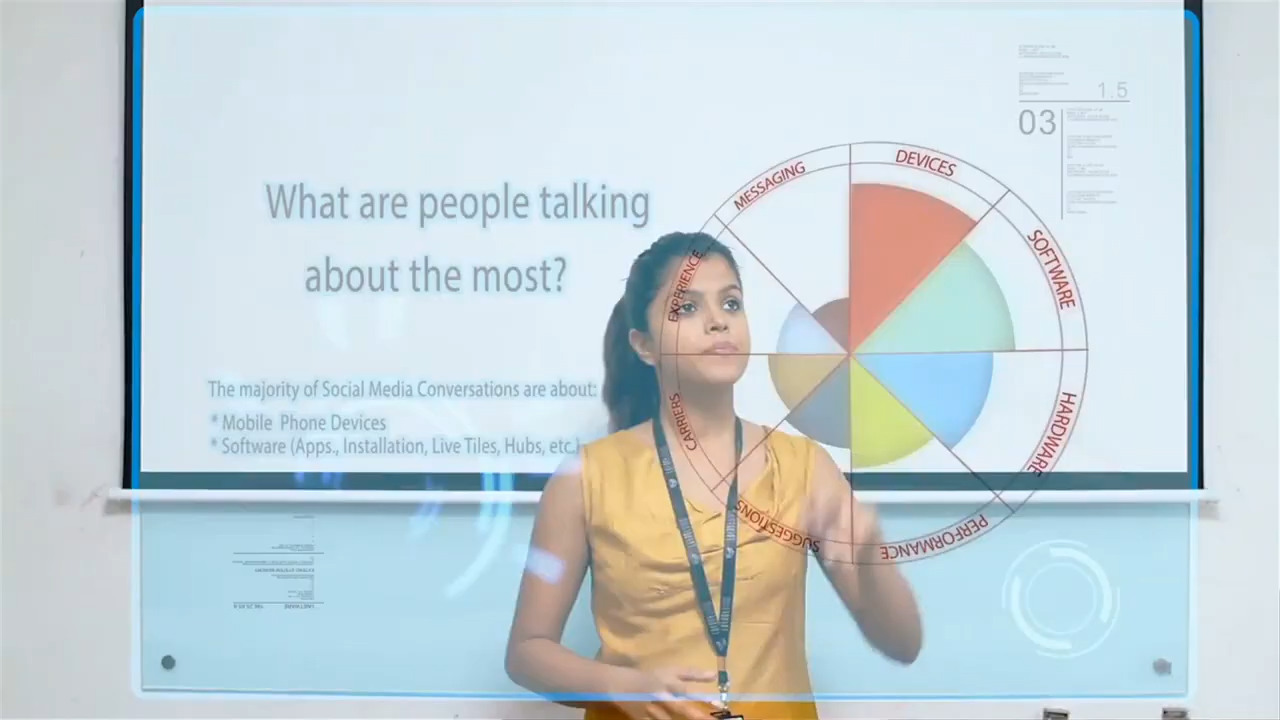 What are people talking
about the most?
The majority of Social Media Conversations are about:
* Mobile Phone Devices
* Software (Apps., Installation, Live Tiles, Hubs, etc.)
1.5
03
MESSAGING
DEVICES
SOFTWARE
HARDWARE
PERFORMANCE
SUGGESTIONS
CARRIERS
EXPERIENCE